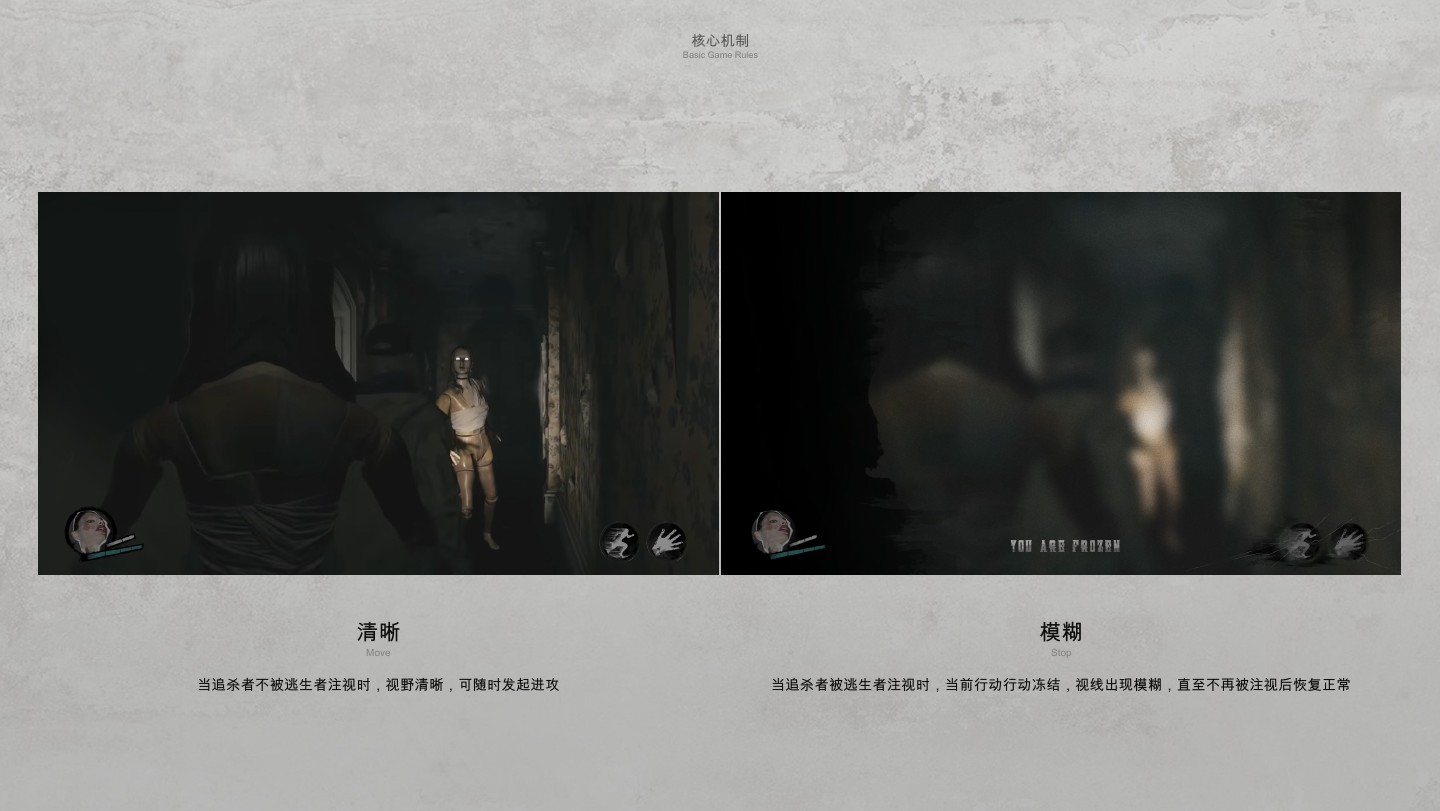 核心机制
Basic Game Rules
YOU ARE FROZEN
清晰
Move
当追杀者不被逃生者注视时，视野清晰，可随时发起进攻
模糊
Stop
当追杀者被逃生者注视时，当前行动行动冻结，视线出现模糊，直至不再被注视后恢复正常